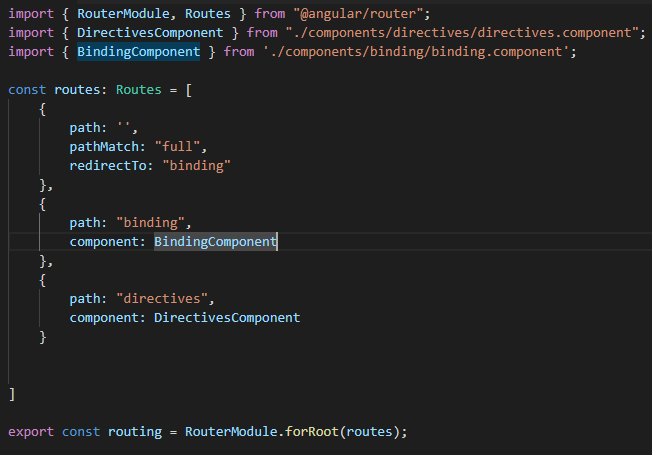 import { RouterModule, Routes } from "@angular/router";
import { DirectivesComponent } from "./components/directives/directives.component";
import { BindingComponent } from './components/binding/binding.component';

const routes: Routes = [
    {
        path: '',
        pathMatch: "full",
        redirectTo: "binding"
    },
    {
        path: "binding",
        component: BindingComponent
    },
    {
        path: "directives",
        component: DirectivesComponent
    }

]

export const routing = RouterModule.forRoot(routes);